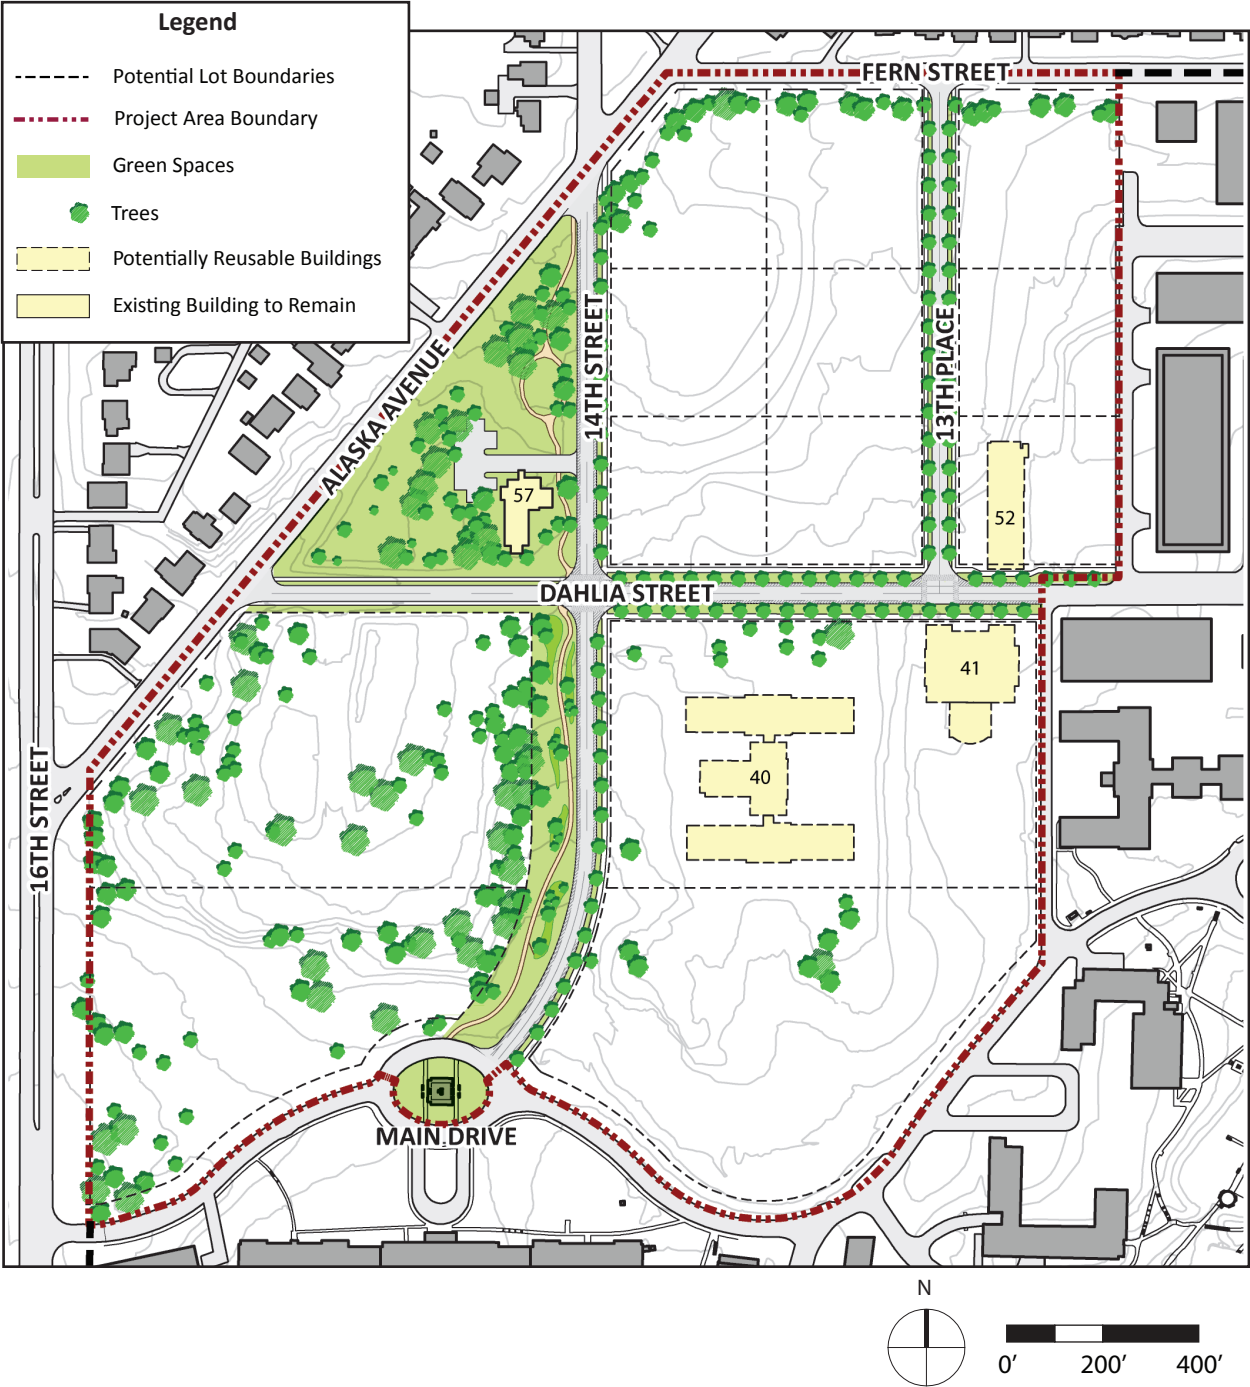 Legend
Potential Lot Boundaries
Project Area Boundary
Green Spaces
Trees
Potentially Reusable Buildings
Existing Building to Remain
FERN STREET
ALASKA AVENUE
14TH STREET
13TH PLACE
57
52
DAHLIA STREET
41
40
16TH STREET
MAIN DRIVE
N
0’ 200’ 400’